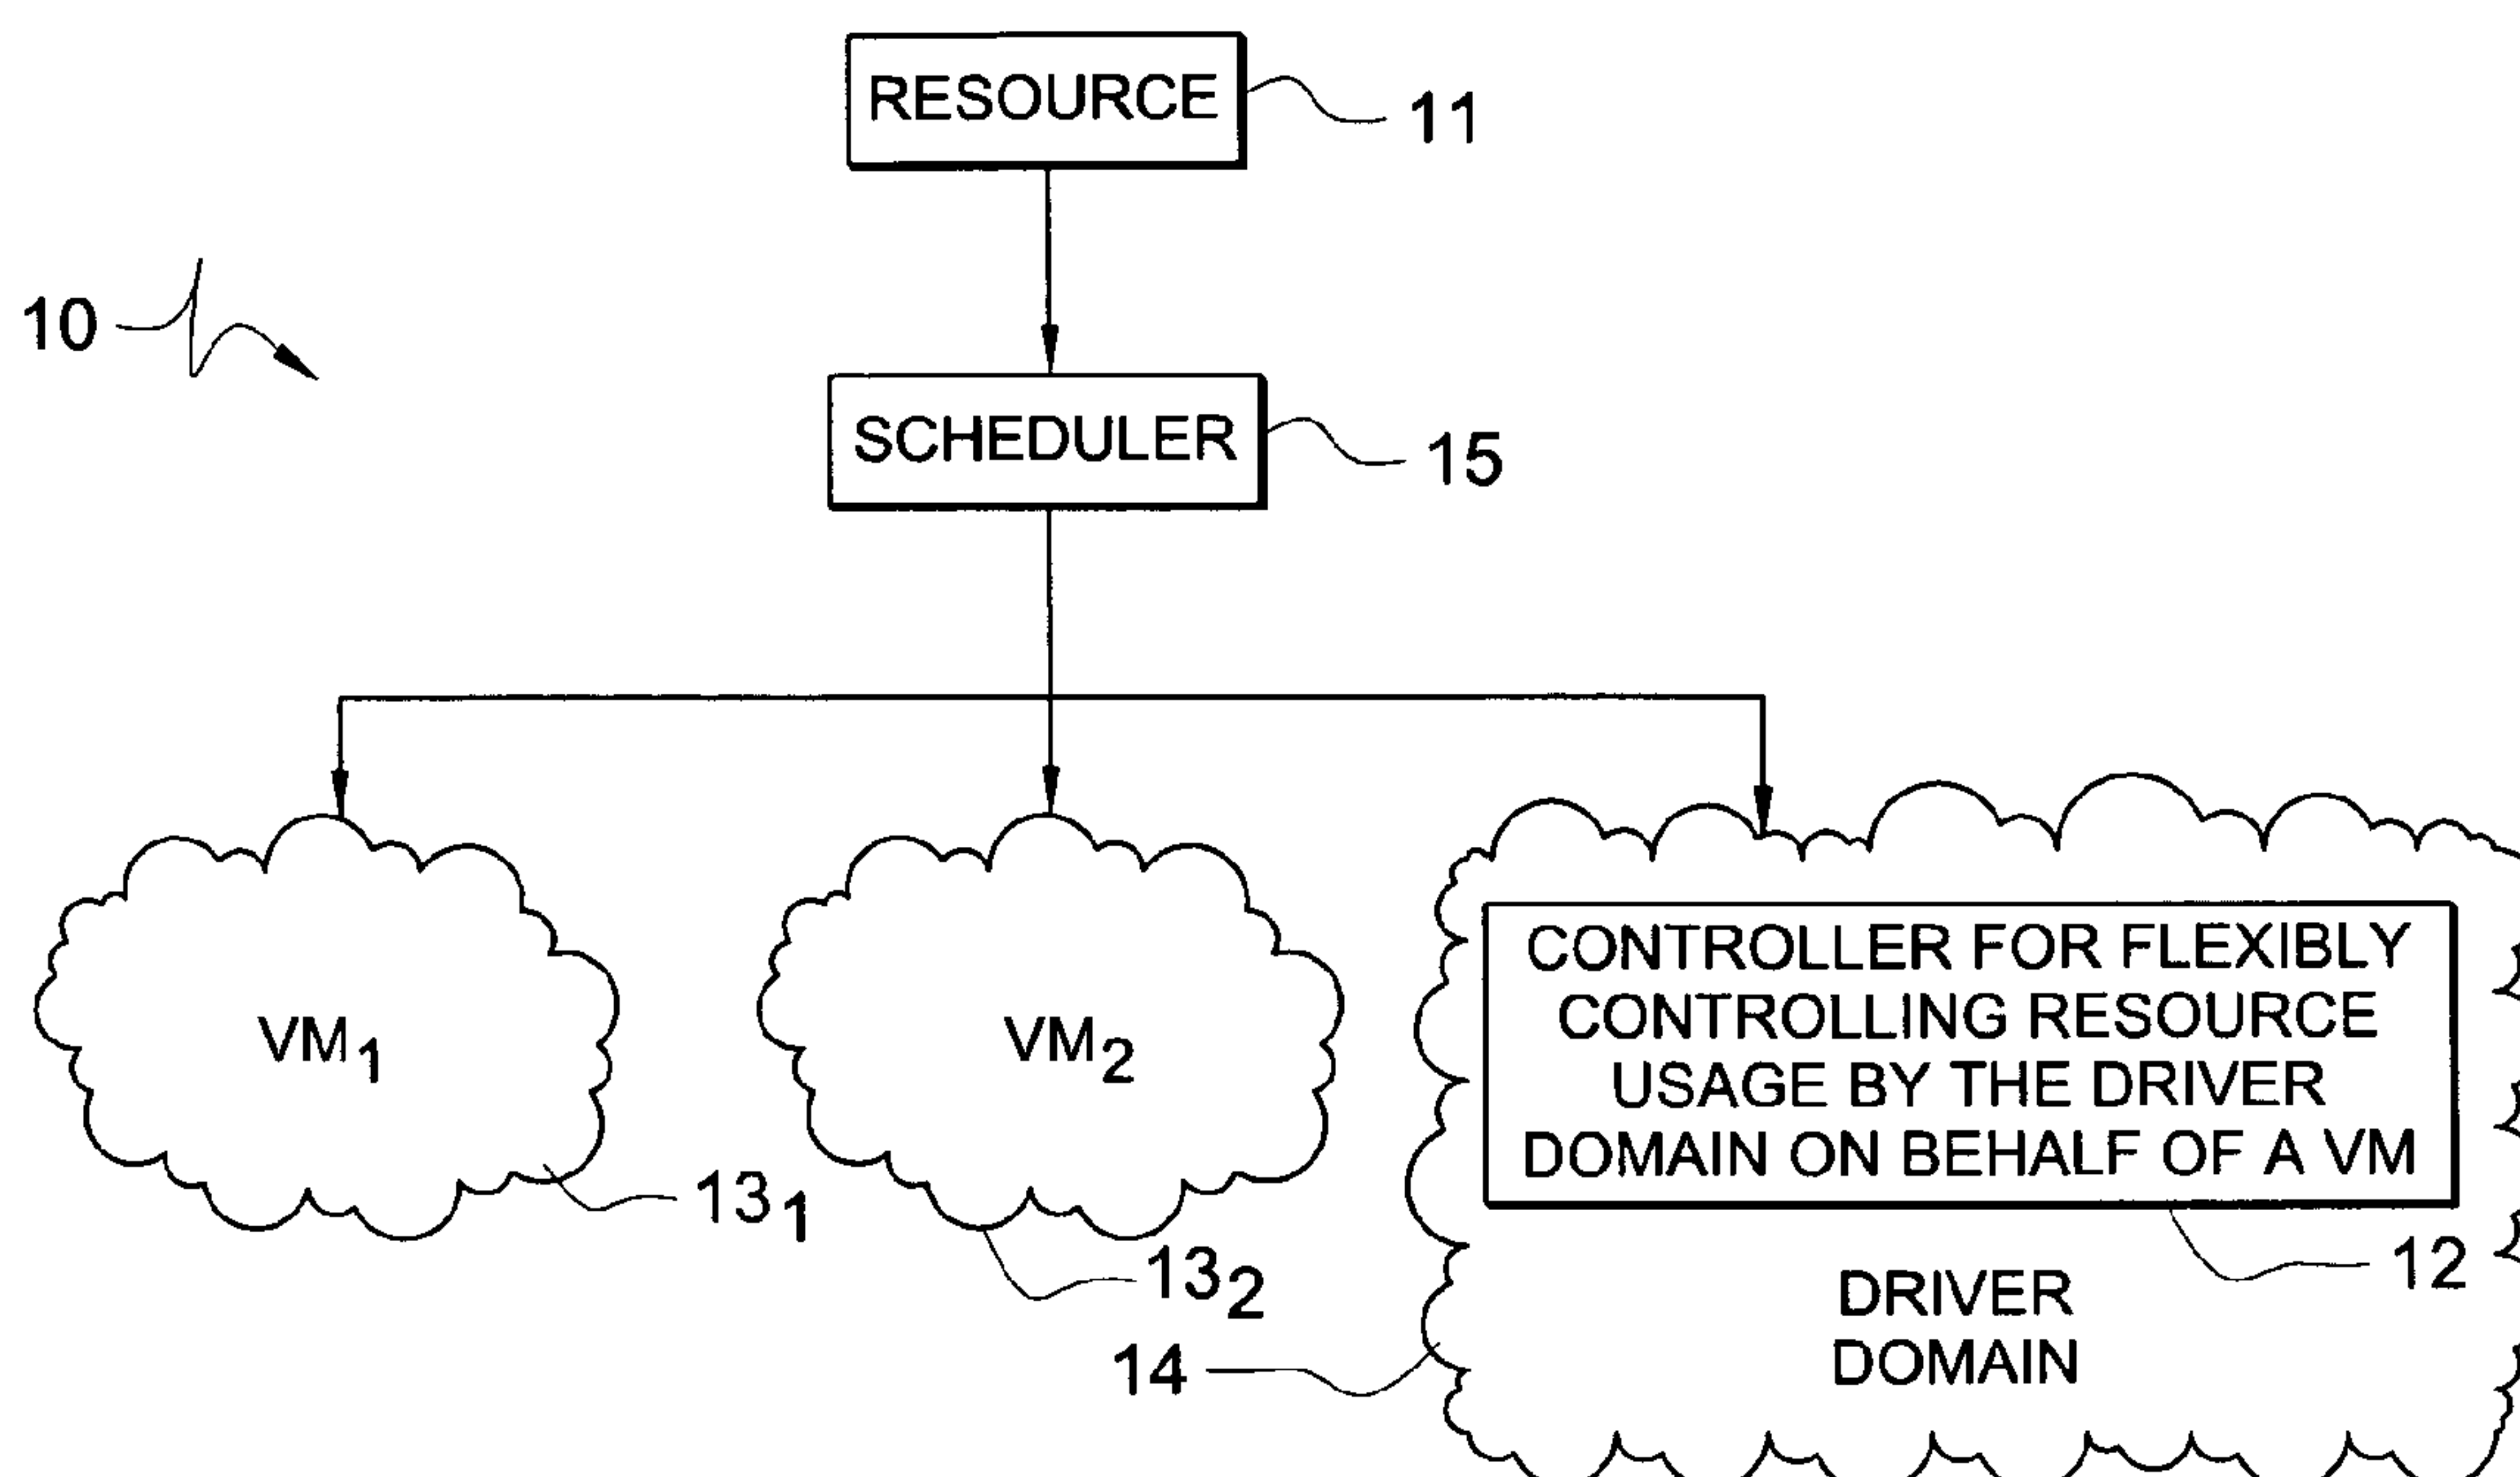 RESOURCE
11
10
SCHEDULER
15
CONTROLLER FOR FLEXIBLY
CONTROLLING RESOURCE
USAGE BY THE DRIVER
DOMAIN ON BEHALF OF A VM
VM1
VM2
131
132
12
DRIVER
DOMAIN
14